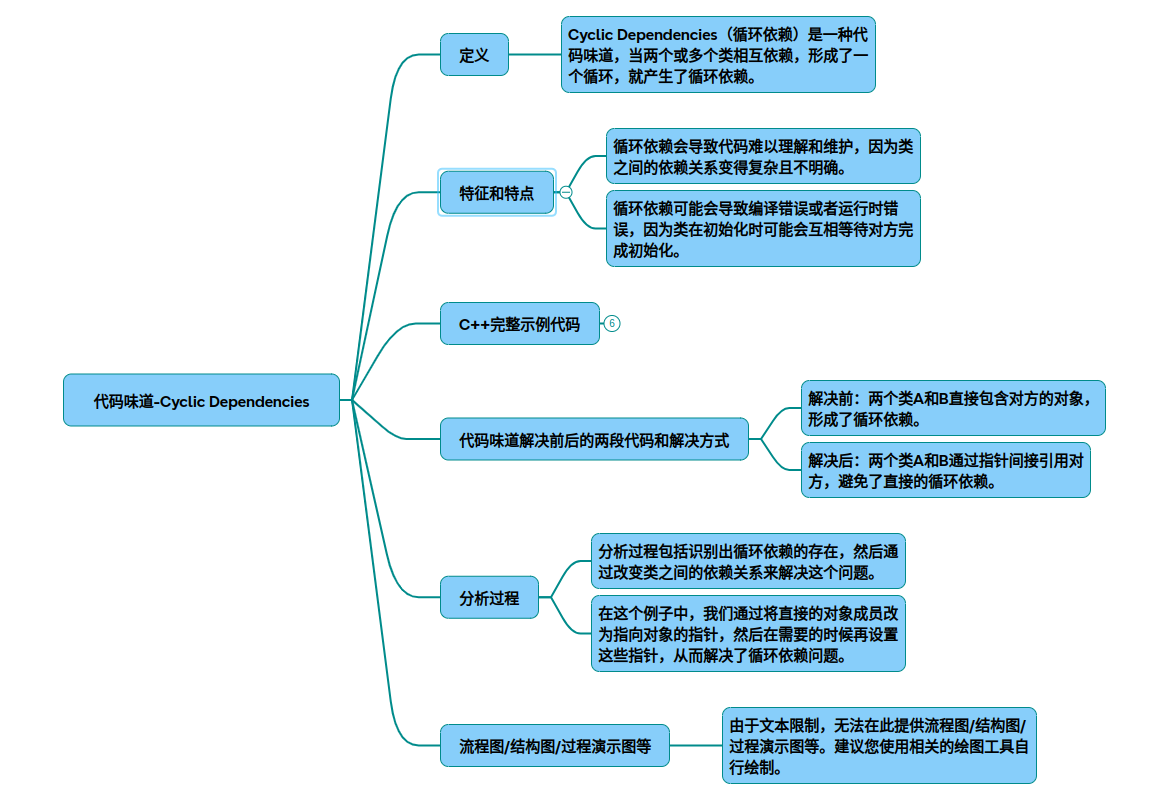 代码味道-Cyclic Dependencies
定义
Cyclic Dependencies（循环依赖）是一种代
码味道，当两个或多个类相互依赖，形成了一
个循环，就产生了循环依赖。
特征和特点
循环依赖会导致代码难以理解和维护，因为类
之间的依赖关系变得复杂且不明确。
循环依赖可能会导致编译错误或者运行时错
误，因为类在初始化时可能会互相等待对方完
成初始化。
C++完整示例代码
6
代码味道解决前后的两段代码和解决方式
解决前：两个类A和B直接包含对方的对象，
形成了循环依赖。
解决后：两个类A和B通过指针间接引用对
方，避免了直接的循环依赖。
分析过程
分析过程包括识别出循环依赖的存在，然后通
过改变类之间的依赖关系来解决这个问题。
在这个例子中，我们通过将直接的对象成员改
为指向对象的指针，然后在需要的时候再设置
这些指针，从而解决了循环依赖问题。
流程图/结构图/过程演示图等
由于文本限制，无法在此提供流程图/结构图/
过程演示图等。建议您使用相关的绘图工具自
行绘制。